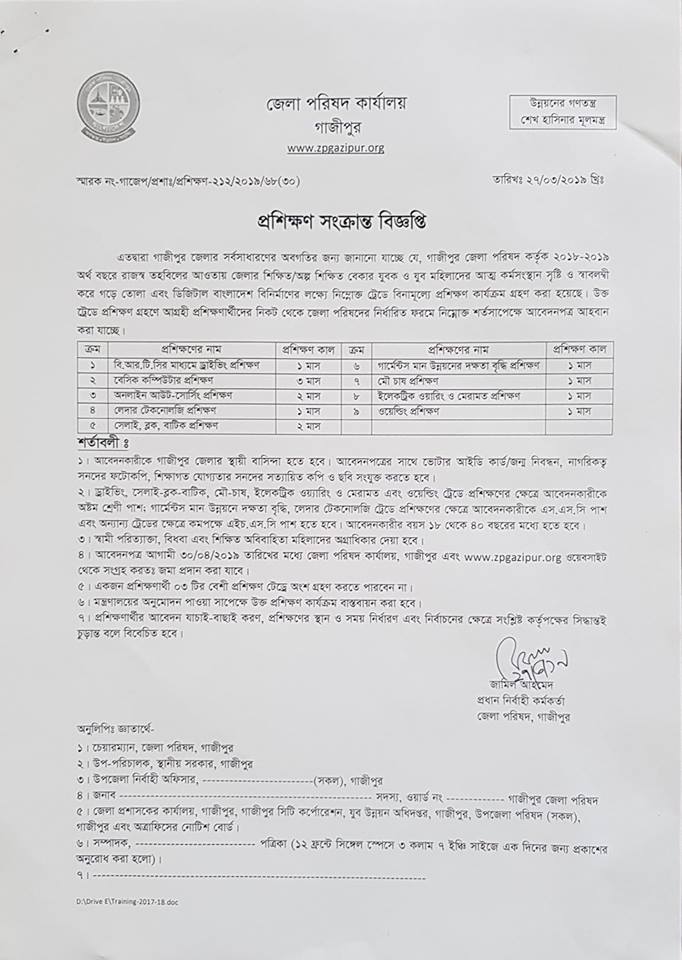 জেলা পরিষদ কার্যালয়
গাজীপুর
www.zpgazipur.org
উন্নয়নের গণতন্ত্র
শেখ হাসিনার মূলমন্ত্র
স্মারক নং-গাজেপ/প্রশাঃ/প্রশিক্ষণ-২১২/২০১৯/৬৮(৩০)
তারিখঃ ২৭/০৩/২০১৯ খ্রিঃ
প্রশিক্ষণ সংক্রান্ত বিজ্ঞপ্তি
এতদ্বারা গাজীপুর জেলার সর্বসাধারণের অবগতির জন্য জানানো যাচ্ছে যে, গাজীপুর জেলা পরিষদ কর্তৃক ২০১৮-২০১৯
অর্থ বছরে রাজস্ব তহবিলের আওতায় জেলার শিক্ষিত/অল্প শিক্ষিত বেকার যুবক ও যুব মহিলাদের আত্ম কর্মসংস্থান সৃষ্টি ও স্বাবলম্বী
করে গড়ে তোলা এবং ডিজিটাল বাংলাদেশ বিনির্মাণের লক্ষ্যে নিম্নোক্ত ট্রেডে বিনামূল্যে প্রশিক্ষণ কার্যক্রম গ্রহণ করা হয়েছে। উক্ত
ট্রেডে প্রশিক্ষণ গ্রহণে আগ্রহী প্রশিক্ষণার্থীদের নিকট থেকে জেলা পরিষদের নির্ধারিত ফরমে নিম্নোক্ত শর্তসাপেক্ষে আবেদনপত্র আহবান
করা যাচ্ছে।
ক্রম প্রশিক্ষণের নাম প্রশিক্ষণ কাল ক্রম প্রশিক্ষণের নাম প্রশিক্ষণ কাল
১ বি.আর.টি.সির মাধ্যমে ড্রাইভিং প্রশিক্ষণ ১ মাস ৬ গার্মেন্টস মান উন্নয়নের দক্ষতা বৃদ্ধি প্রশিক্ষণ ১ মাস
২ বেসিক কম্পিউটার প্রশিক্ষণ ৩ মাস ৭ মৌ চাষ প্রশিক্ষণ ১ মাস
৩ অনলাইন আউট-সোর্সিং প্রশিক্ষণ ২ মাস ৮ ইলেকট্রিক ওয়ারিং ও মেরামত প্রশিক্ষণ ১ মাস
৪ লেদার টেকনোলজি প্রশিক্ষণ ১ মাস ৯ ওয়েল্ডিং প্রশিক্ষণ ১ মাস
৫ সেলাই, ব্লক, বাটিক প্রশিক্ষণ ২ মাস
শর্তাবলী ঃ
১। আবেদনকারীকে গাজীপুর জেলার স্থায়ী বাসিন্দা হতে হবে। আবেদনপত্রের সাথে ভোটার আইডি কার্ড/জন্ম নিবন্ধন, নাগরিকত্ব
সনদের ফটোকপি, শিক্ষাগত যোগ্যতার সনদের সত্যায়িত কপি ও ছবি সংযুক্ত করতে হবে।
২। ড্রাইভিং, সেলাই-ব্লক-বাটিক, মৌ-চাষ, ইলেকট্রিক ওয়্যারিং ও মেরামত এবং ওয়েল্ডিং ট্রেডে প্রশিক্ষণের ক্ষেত্রে আবেদনকারীকে
অষ্টম শ্রেণী পাশ; গার্মেন্টস মান উন্নয়নে দক্ষতা বৃদ্ধি, লেদার টেকনোলজি ট্রেডে প্রশিক্ষণের ক্ষেত্রে আবেদনকারীকে এস.এস.সি পাশ
এবং অন্যান্য ট্রেডের ক্ষেত্রে কমপক্ষে এইচ.এস.সি পাশ হতে হবে। আবেদনকারীর বয়স ১৮ থেকে ৪০ বছরের মধ্যে হতে হবে।
৩। স্বামী পরিত্যাক্তা, বিধবা এবং শিক্ষিত অবিবাহিতা মহিলাদের অগ্রাধিকার দেয়া হবে।
৪। আবেদনপত্র আগামী ৩০/০৪/২০১৯ তারিখের মধ্যে জেলা পরিষদ কার্যালয়, গাজীপুর এবং www.zpgazipur.org ওয়েবসাইট
থেকে সংগ্রহ করতঃ জমা প্রদান করা যাবে।
৫। একজন প্রশিক্ষণার্থী ০৩ টির বেশী প্রশিক্ষণ টেড্রে অংশ গ্রহণ করতে পারবেন না।
৬। মন্ত্রণালয়ের অনুমোদন পাওয়া সাপেক্ষে উক্ত প্রশিক্ষণ কার্যক্রম বাস্তবায়ন করা হবে।
৭। প্রশিক্ষণার্থীর আবেদন যাচাই-বাছাই করণ, প্রশিক্ষণের স্থান ও সময় নির্ধারণ এবং নির্বাচনের ক্ষেত্রে সংশ্লিষ্ট কর্তৃপক্ষের সিদ্ধান্তই
চুড়ান্ত বলে বিবেচিত হবে।
জামিল আহমেদ
প্রধান নির্বাহী কর্মকর্তা
জেলা পরিষদ, গাজীপুর
অনুলিপিঃ জ্ঞাতার্থে-
১। চেয়ারম্যান, জেলা পরিষদ, গাজীপুর
২। উপ-পরিচালক, স্থানীয় সরকার, গাজীপুর
৩। উপজেলা নির্বাহী অফিসার, -------------------------(সকল), গাজীপুর
৪। জনাব -------------------------------------------------------- সদস্য, ওয়ার্ড নং ------------- গাজীপুর জেলা পরিষদ
৫। জেলা প্রশাসকের কার্যালয়, গাজীপুর, গাজীপুর সিটি কর্পোরেশন, যুব উন্নয়ন অধিদপ্তর, গাজীপুর, উপজেলা পরিষদ (সকল),
গাজীপুর এবং অত্রাফিসের নোটিশ বোর্ড।
৬। সম্পাদক, --------------------------- পত্রিকা (১২ ফ্রন্টে সিঙ্গেল স্পেসে ৩ কলাম ৭ ইঞ্চি সাইজে এক দিনের জন্য প্রকাশের
অনুরোধ করা হলো)।
৭। --------------------------------------------------------------------------
D:\Drive E\Training-2017-18.doc